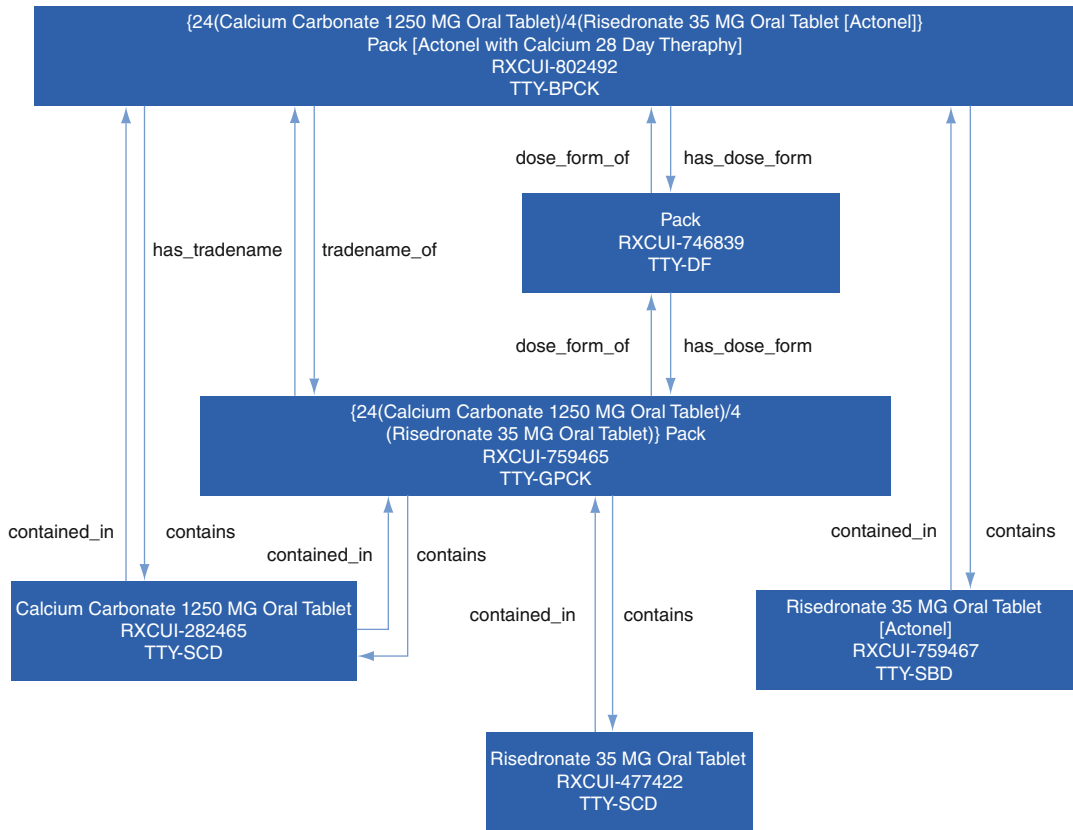 {24(Calcium Carbonate 1250 MG Oral Tablet)/4(Risedronate 35 MG Oral Tablet [Actonel]}
Pack [Actonel with Calcium 28 Day Theraphy]
RXCUI-802492
TTY-BPCK
dose_form_of
has_dose_form
Pack
RXCUI-746839
TTY-DF
has_tradename
tradename_of
dose_form_of
has_dose_form
{24(Calcium Carbonate 1250 MG Oral Tablet)/4
(Risedronate 35 MG Oral Tablet)} Pack
RXCUI-759465
TTY-GPCK
contained_in
contains
contained_in
contains
contained_in
contains
Calcium Carbonate 1250 MG Oral Tablet
RXCUI-282465
TTY-SCD
contained_in
contains
Risedronate 35 MG Oral Tablet
[Actonel]
RXCUI-759467
TTY-SBD
Risedronate 35 MG Oral Tablet
RXCUI-477422
TTY-SCD